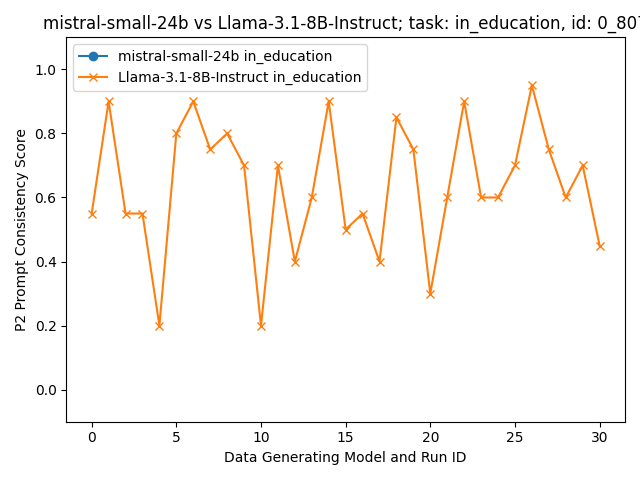 mistral-small-24b vs Llama-3.1-8B-Instruct; task: in_education, id: 0_807
mistral-small-24b in_education
Llama-3.1-8B-Instruct in_education
1.0
0.8
0.6
0.4
0.2
0.0
P2 Prompt Consistency Score
0 5 10 15 20 25 30
Data Generating Model and Run ID